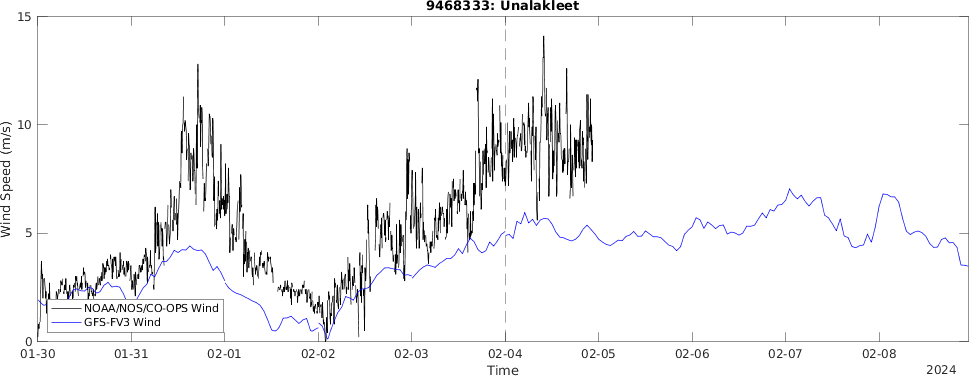 9468333: Unalakleet
Wind Speed (m/s)
15
10
5
0
NOAA/NOS/CO-OPS Wind
GFS-FV3 Wind
01-30 01-31 02-01 02-02 02-03 02-04 02-05 02-06 02-07 02-08
Time
2024